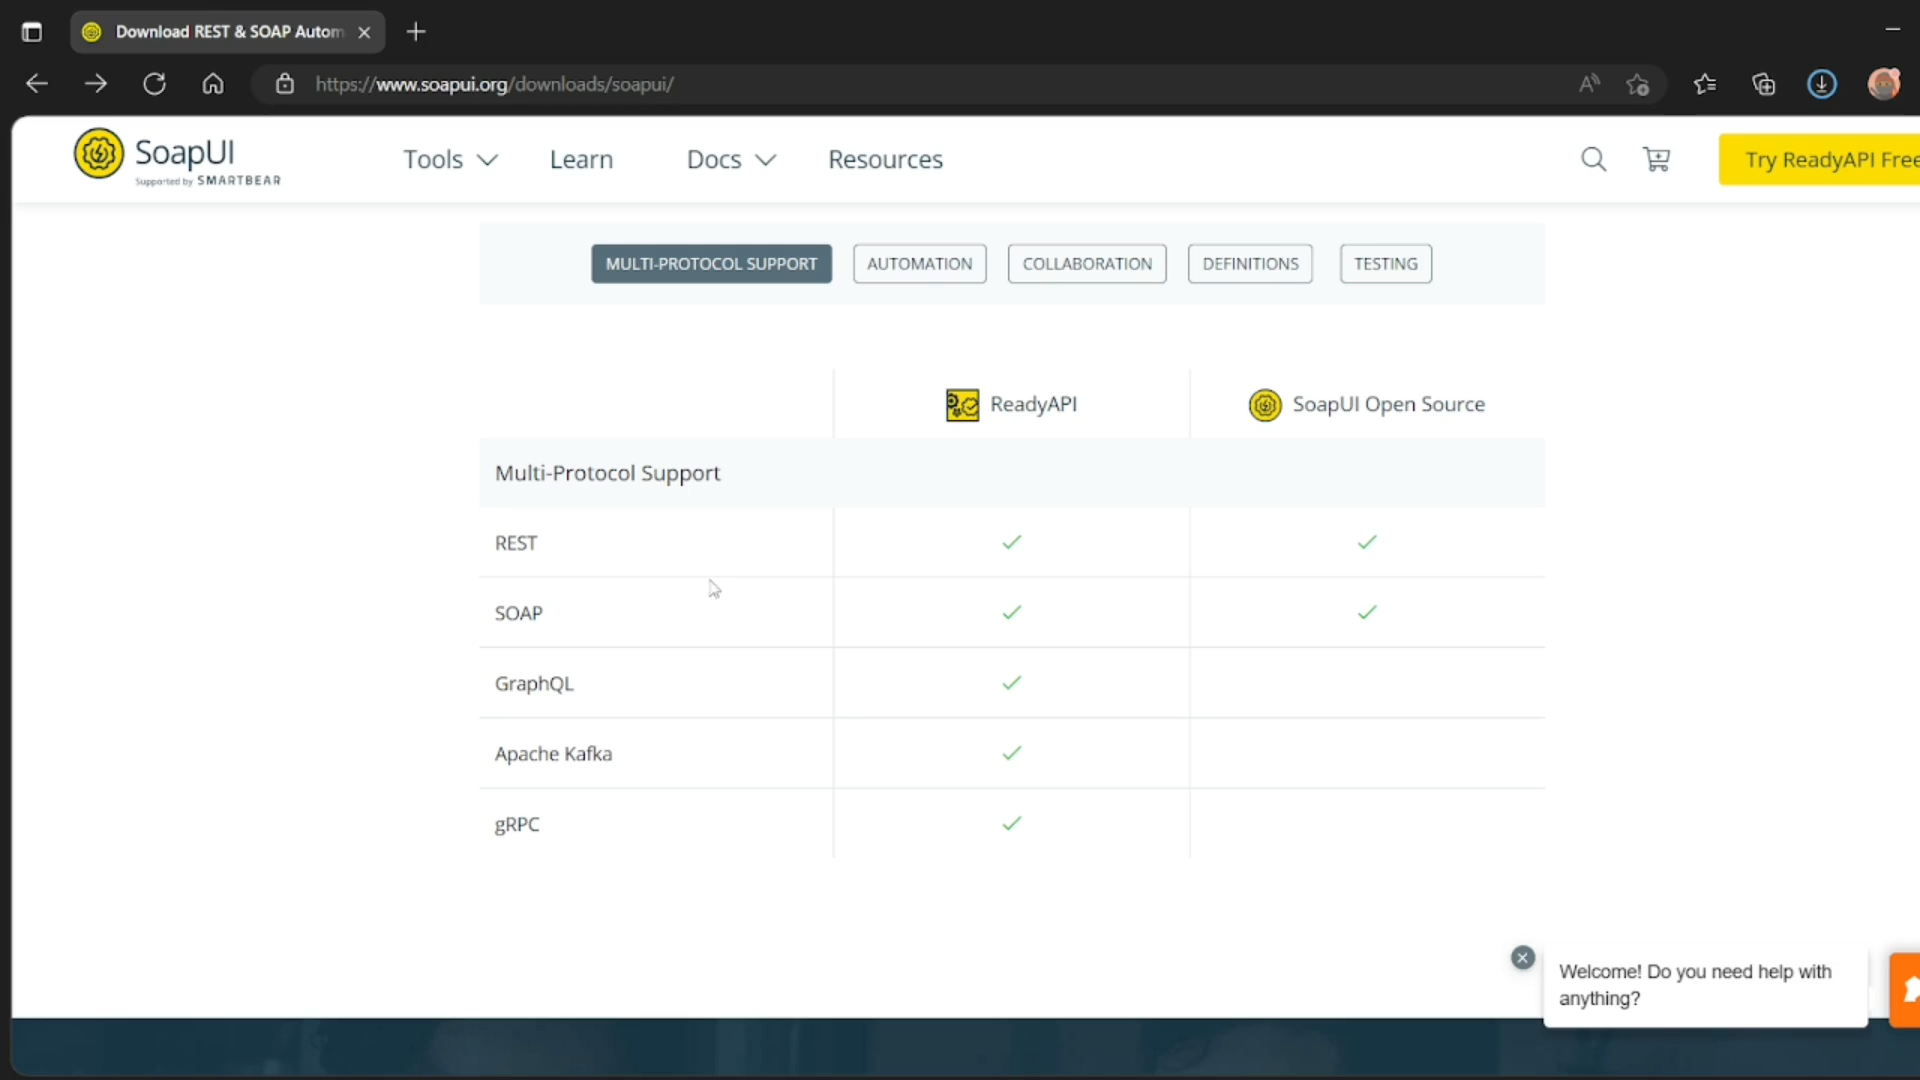 Download REST & SOAP Autom
https://www.soapui.org/downloads/soapui/
SoapUI
Supported by SMARTBEAR
Tools
Learn
Docs
Resources
Try ReadyAPI Free
MULTI-PROTOCOL SUPPORT
AUTOMATION
COLLABORATION
DEFINITIONS
TESTING
ReadyAPI
SoapUI Open Source
Multi-Protocol Support
REST
SOAP
GraphQL
Apache Kafka
gRPC
Welcome! Do you need help with
anything?